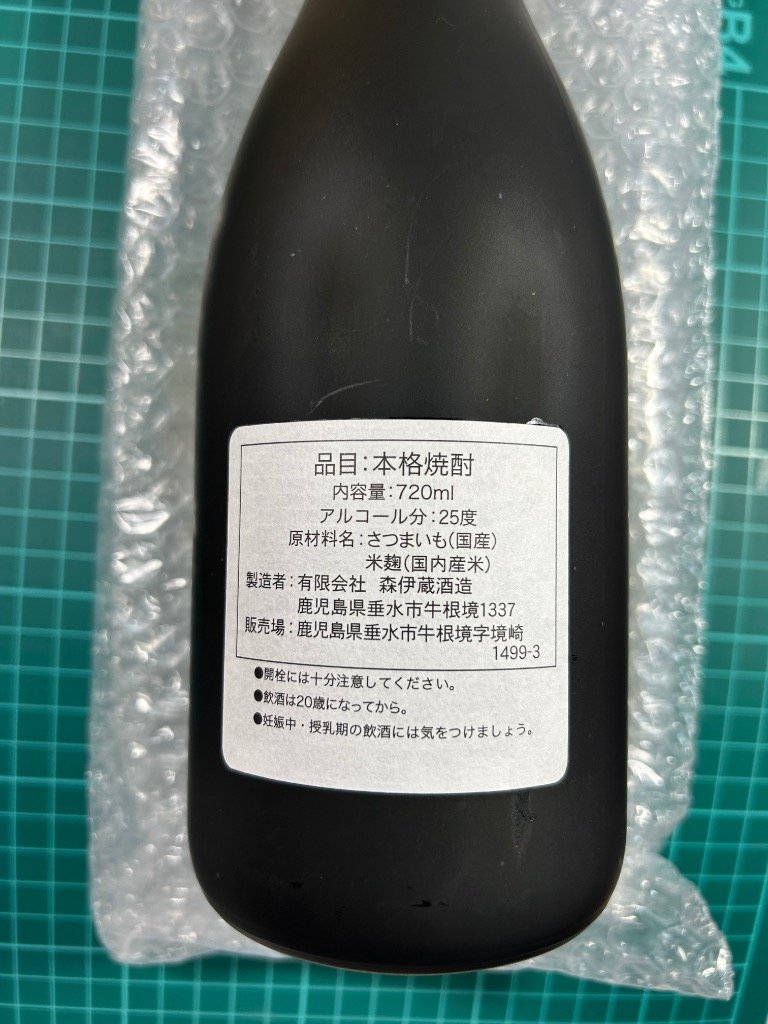 品目:本格焼酎
内容量:720ml
アルコール分:25度
原材料名:さつまいも(国産)
米麹(国内産米)
製造者:有限会社 森伊蔵酒造
鹿児島県垂水市牛根境1337
販売場:鹿児島県垂水市牛根境字境崎
1499-3
●開栓には十分注意してください。
●飲酒は20歳になってから。
●妊娠中・授乳期の飲酒には気をつけましょう。